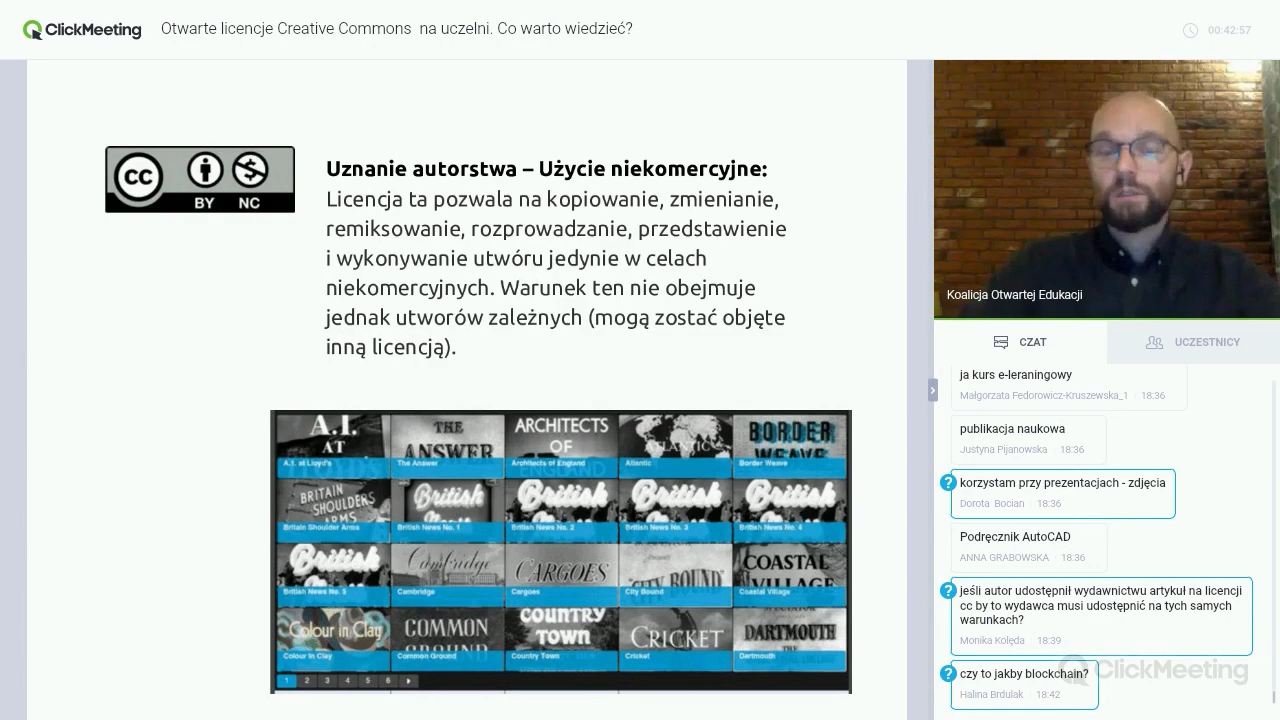 ClickMeeting
Otwarte licencje Creative Commons na uczelni. Co warto wiedzieć?
00:42:57
cc
BY NC
Uznanie autorstwa – Użycie niekomercyjne:
Licencja ta pozwala na kopiowanie, zmienianie,
remiksowanie, rozprowadzanie, przedstawienie
i wykonywanie utwóru jedynie w celach
niekomercyjnych. Warunek ten nie obejmuje
jednak utworów zależnych (mogą zostać objęte
inną licencją).
A.I.
AT
THE
ANSWER
ARCHITECTS
OF
ENGLAND
ATLANTIC
BORDER
WEAVE
A.I. at Lloyd's
The Answer
Architects of England
Atlantic
Border Weave
BRITAIN
SHOULDERS
ARMS
British
British
British
British
Britain Shoulder Arms
British News No. 1
British News No. 2
British News No. 3
British News No. 4
British
Cambridge
CARGOES
"CITY BOUND"
COASTAL
VILLAGE
British News No. 5
Cambridge
Cargoes
City Bound
Coastal Village
Colour in Clay
COMMON
GROUND
COUNTRY
TOWN
CRICKET
DARTMOUTH
Colour in Clay
Common Ground
Country Town
Cricket
Dartmouth
1 2 3 4 5 6
Koalicja Otwartej Edukacji
CZAT
UCZESTNICY
ja kurs e-leraningowy
Małgorzata Fedorowicz-Kruszewska_1 18:36
publikacja naukowa
Justyna Pijanowska 18:36
? korzystam przy prezentacjach - zdjęcia
Dorota Bocian 18:36
Podręcznik AutoCAD
ANNA GRABOWSKA 18:36
? jeśli autor udostępnił wydawnictwu artykuł na licencji
cc by to wydawca musi udostępnić na tych samych
warunkach?
Monika Kolęda 18:39
? czy to jakby blockchain?
Halina Brdulak 18:42
ClickMeeting